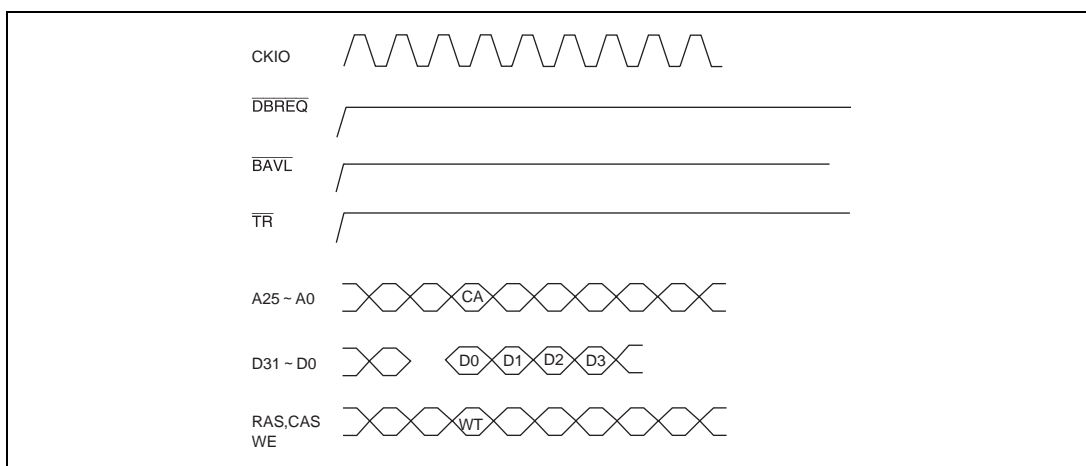 CKIO
DBREQ
BAVL
TR
A25 ~ A0
CA
D31 ~ D0
D0 D1 D2 D3
RAS,CAS
WE
WT